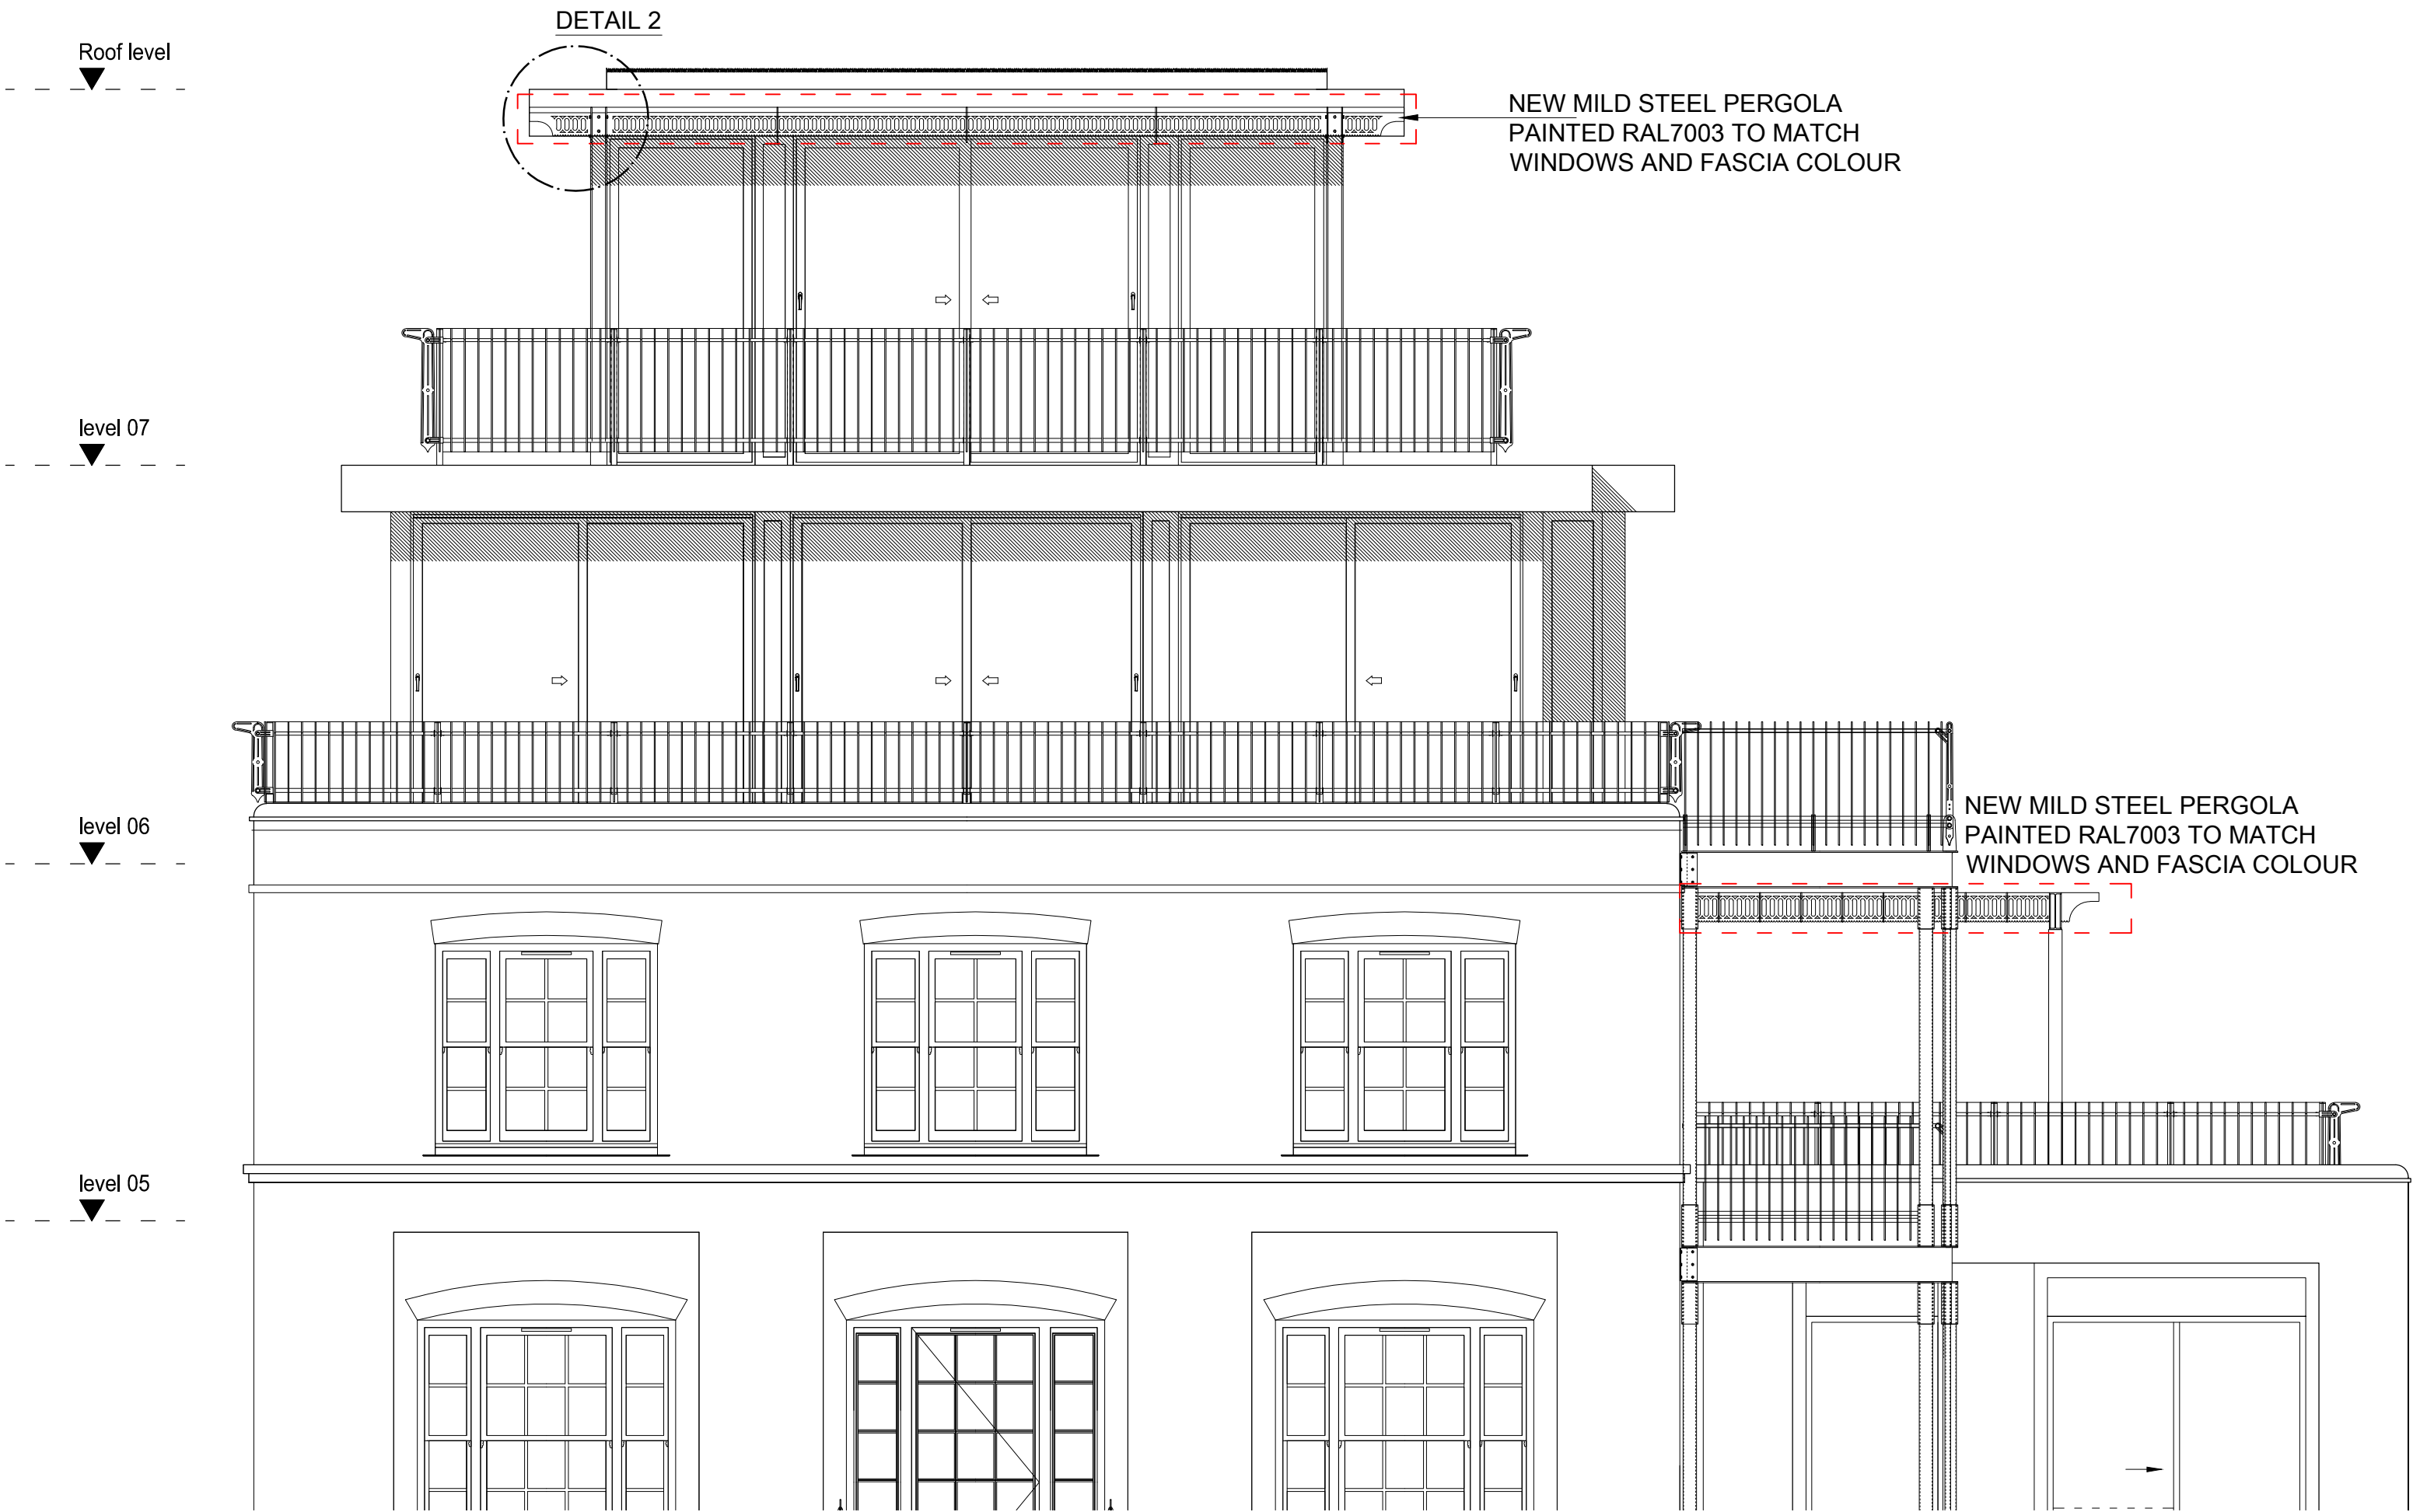 DETAIL 2
Roof level
NEW MILD STEEL PERGOLA
PAINTED RAL7003 TO MATCH
WINDOWS AND FASCIA COLOUR
level 07
NEW MILD STEEL PERGOLA
PAINTED RAL7003 TO MATCH
WINDOWS AND FASCIA COLOUR
level 06
level 05